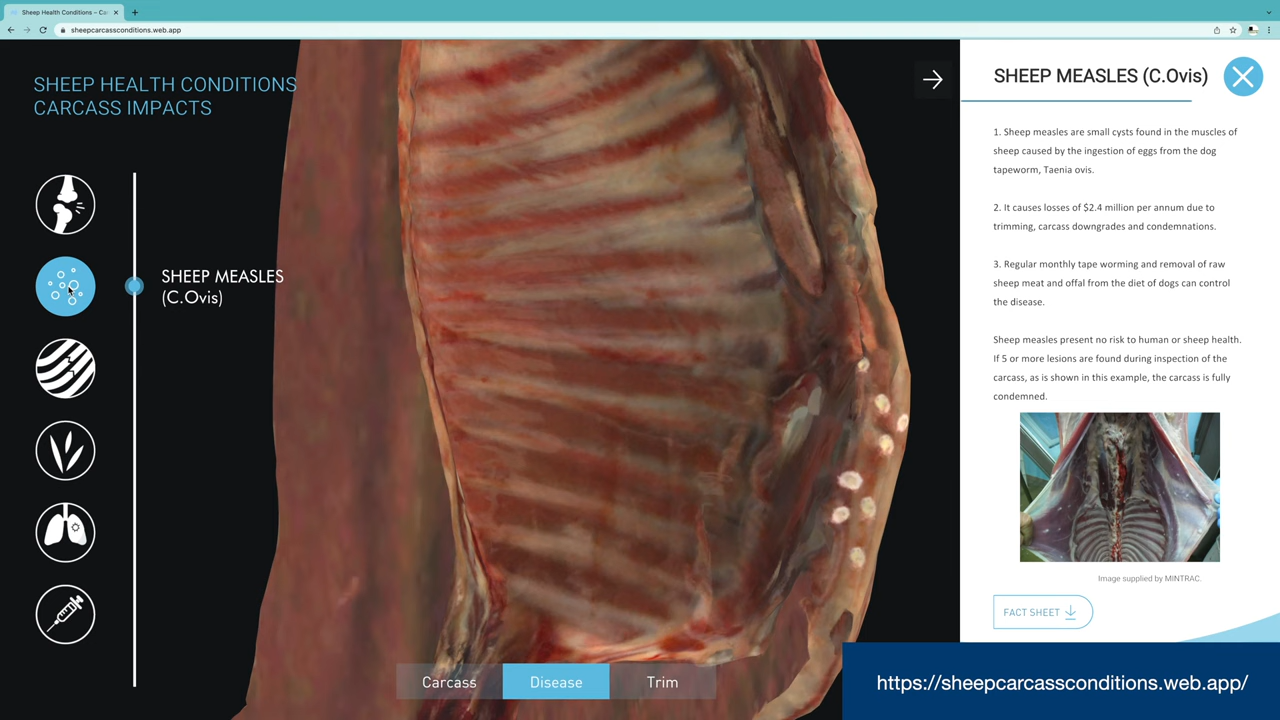 Sheep Health Conditions – Ca
sheepcarcassconditions.web.app
SHEEP HEALTH CONDITIONS
CARCASS IMPACTS
SHEEP MEASLES
(C.Ovis)
Carcass
Disease
Trim
SHEEP MEASLES (C.Ovis)
1. Sheep measles are small cysts found in the muscles of
sheep caused by the ingestion of eggs from the dog
tapeworm, Taenia ovis.
2. It causes losses of $2.4 million per annum due to
trimming, carcass downgrades and condemnations.
3. Regular monthly tape worming and removal of raw
sheep meat and offal from the diet of dogs can control
the disease.
Sheep measles present no risk to human or sheep health.
If 5 or more lesions are found during inspection of the
carcass, as is shown in this example, the carcass is fully
condemned.
Image supplied by MINTRAC.
FACT SHEET
https://sheepcarcassconditions.web.app/